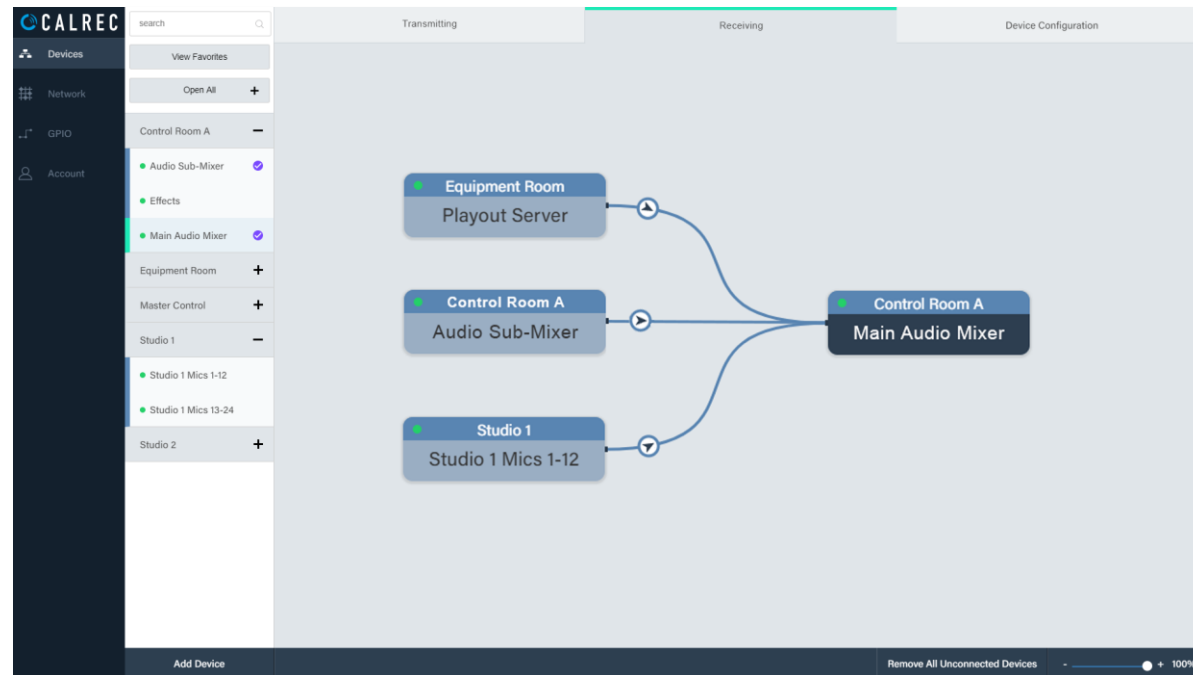 CALREC
Devices
Network
GPIO
Account
search
View Favorites
Open All +
Control Room A −
Audio Sub-Mixer
Effects
Main Audio Mixer
Equipment Room +
Master Control +
Studio 1 −
Studio 1 Mics 1-12
Studio 1 Mics 13-24
Studio 2 +
Add Device
Transmitting
Receiving
Device Configuration
Equipment Room
Playout Server
Control Room A
Audio Sub-Mixer
Studio 1
Studio 1 Mics 1-12
Control Room A
Main Audio Mixer
Remove All Unconnected Devices
- + 100%